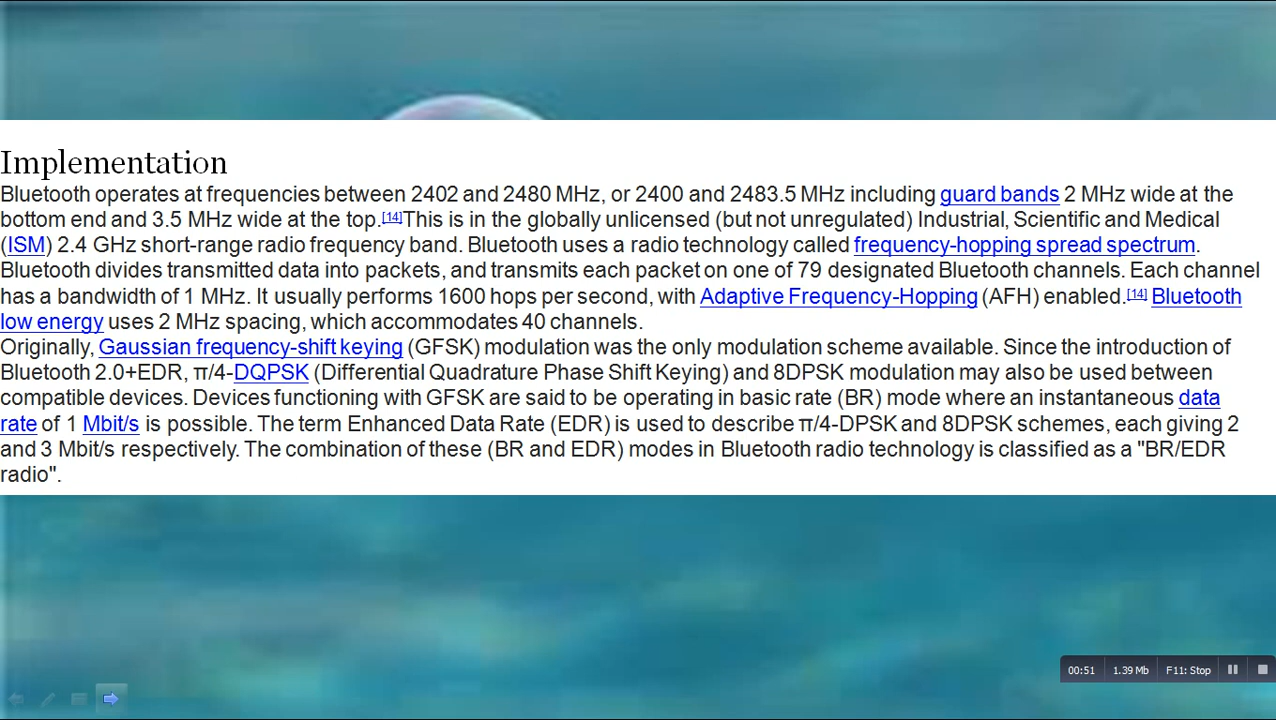 Implementation
Bluetooth operates at frequencies between 2402 and 2480 MHz, or 2400 and 2483.5 MHz including guard bands 2 MHz wide at the
bottom end and 3.5 MHz wide at the top.[14]This is in the globally unlicensed (but not unregulated) Industrial, Scientific and Medical
(ISM) 2.4 GHz short-range radio frequency band. Bluetooth uses a radio technology called frequency-hopping spread spectrum.
Bluetooth divides transmitted data into packets, and transmits each packet on one of 79 designated Bluetooth channels. Each channel
has a bandwidth of 1 MHz. It usually performs 1600 hops per second, with Adaptive Frequency-Hopping (AFH) enabled.[14] Bluetooth
low energy uses 2 MHz spacing, which accommodates 40 channels.
Originally, Gaussian frequency-shift keying (GFSK) modulation was the only modulation scheme available. Since the introduction of
Bluetooth 2.0+EDR, π/4-DQPSK (Differential Quadrature Phase Shift Keying) and 8DPSK modulation may also be used between
compatible devices. Devices functioning with GFSK are said to be operating in basic rate (BR) mode where an instantaneous data
rate of 1 Mbit/s is possible. The term Enhanced Data Rate (EDR) is used to describe π/4-DPSK and 8DPSK schemes, each giving 2
and 3 Mbit/s respectively. The combination of these (BR and EDR) modes in Bluetooth radio technology is classified as a "BR/EDR
radio".
00:51 1.39 Mb F11: Stop